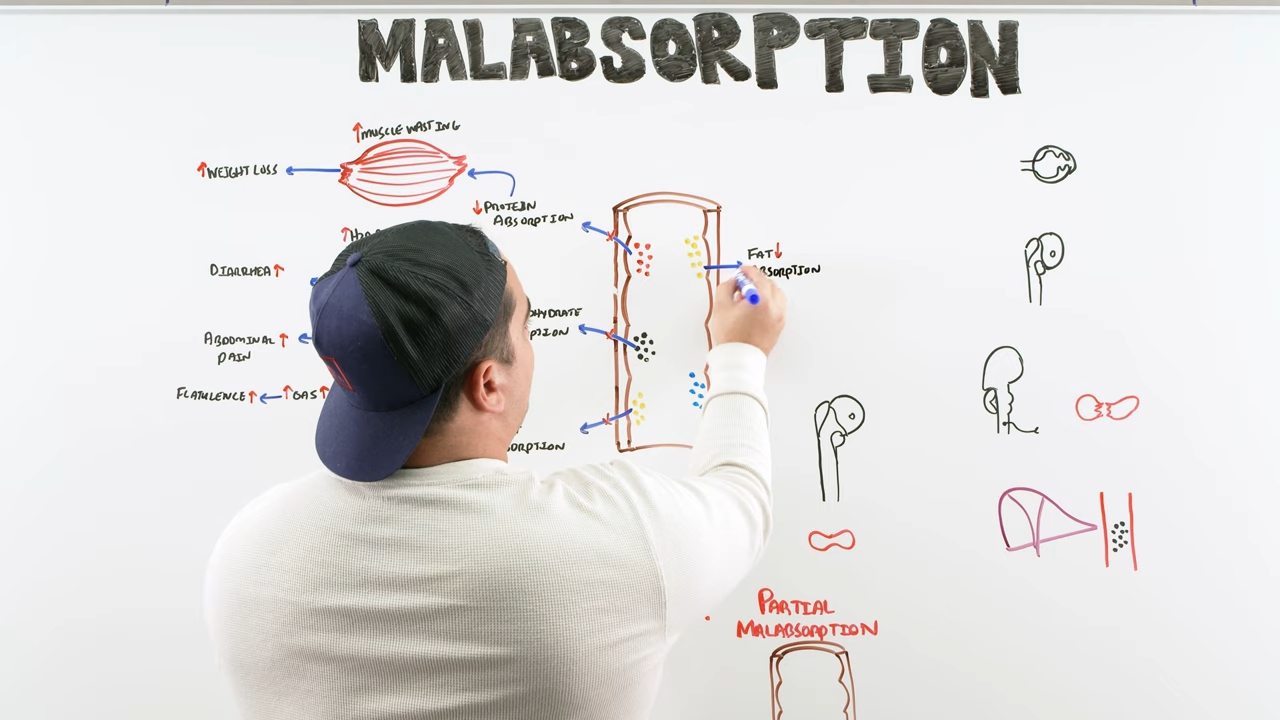 MALABSORPTION
MUSCLE WASTING
WEIGHT LOSS
PROTEIN
ABSORPTION
DIARRHEA
ABDOMINAL
PAIN
FLATULENCE
GAS
FAT
PARTIAL
MALABSORPTION